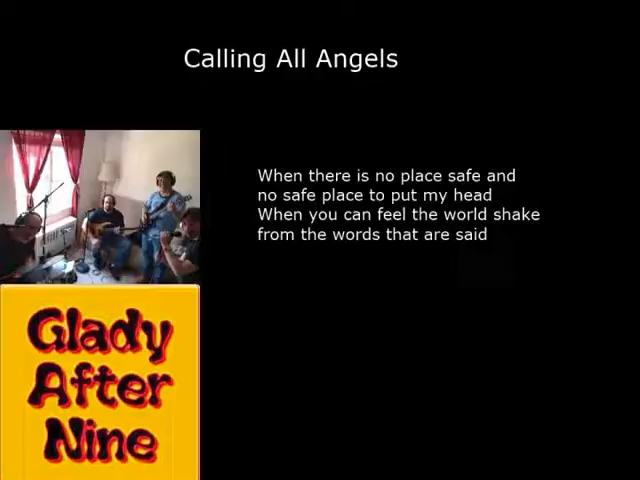 Calling All Angels
When there is no place safe and
no safe place to put my head
When you can feel the world shake
from the words that are said
Glady
After
Nine